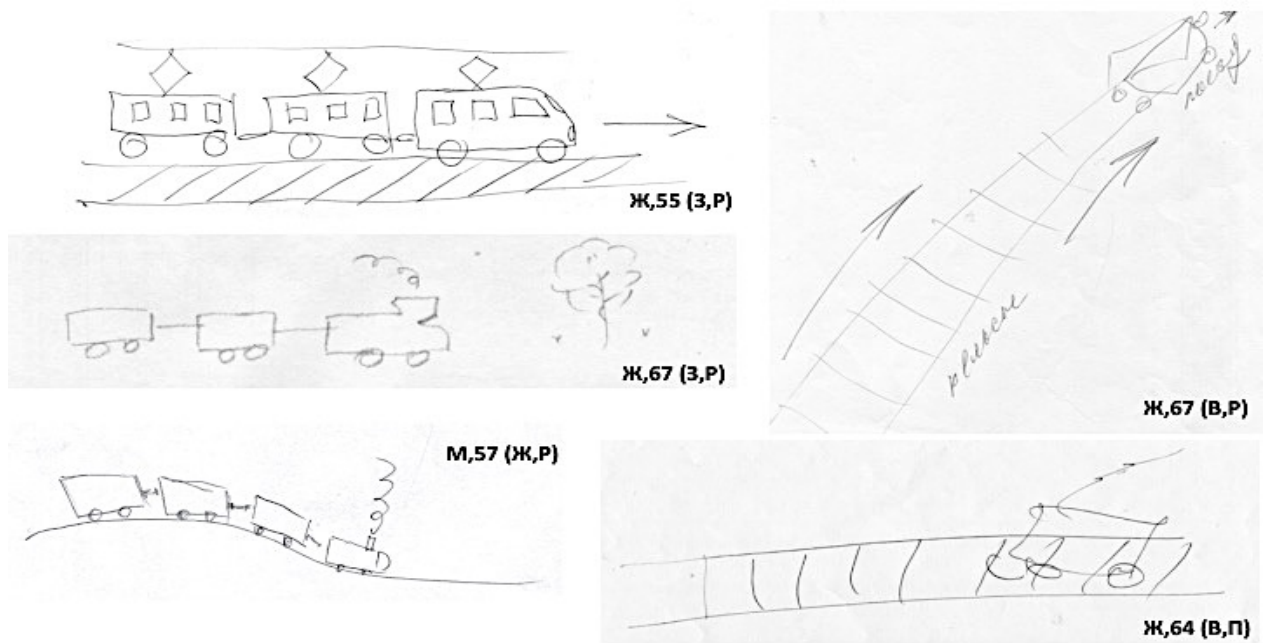 Ж,55 (З,Р)
поезд
рельсы
Ж,67 (В,Р)
Ж,67 (З,Р)
М,57 (Ж,Р)
Ж,64 (В,П)